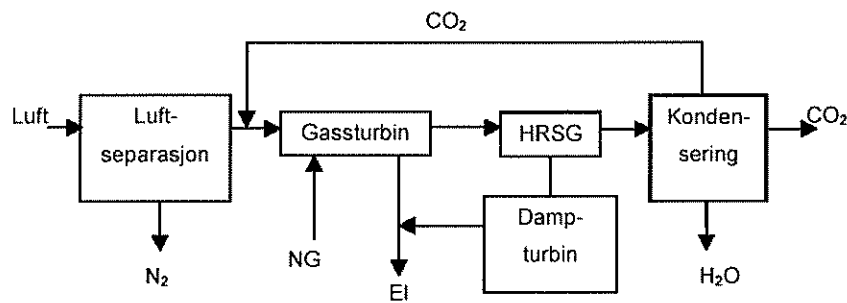 CO₂
Luft
Luft-
separasjon
Gassturbin
HRSG
Konden-
sering
CO₂
N₂
NG
El
Damp-
turbin
H₂O